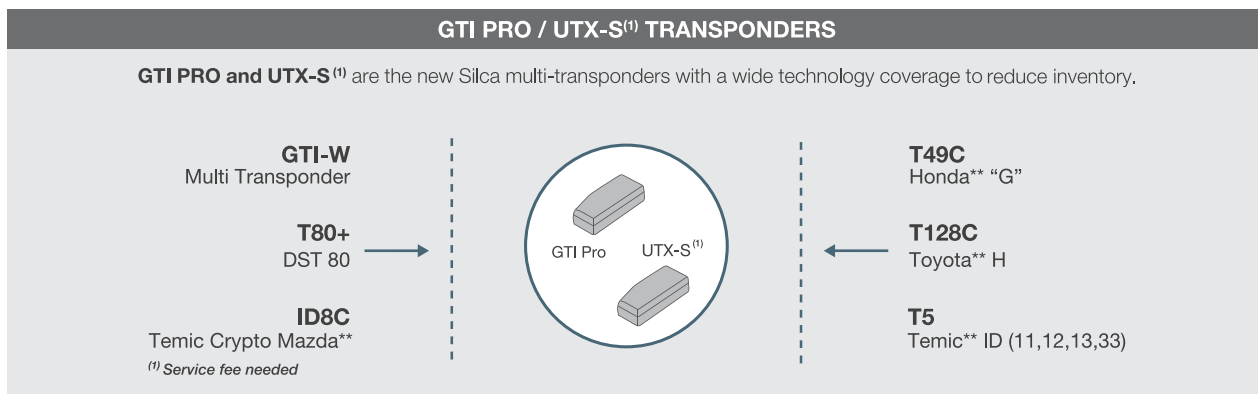 GTI PRO / UTX-S(1) TRANSPONDERS
GTI PRO and UTX-S (1) are the new Silca multi-transponders with a wide technology coverage to reduce inventory.
GTI-W
Multi Transponder
T80+
DST 80
ID8C
Temic Crypto Mazda**
(1) Service fee needed
GTI Pro
UTX-S (1)
T49C
Honda** “G”
T128C
Toyota** H
T5
Temic** ID (11,12,13,33)